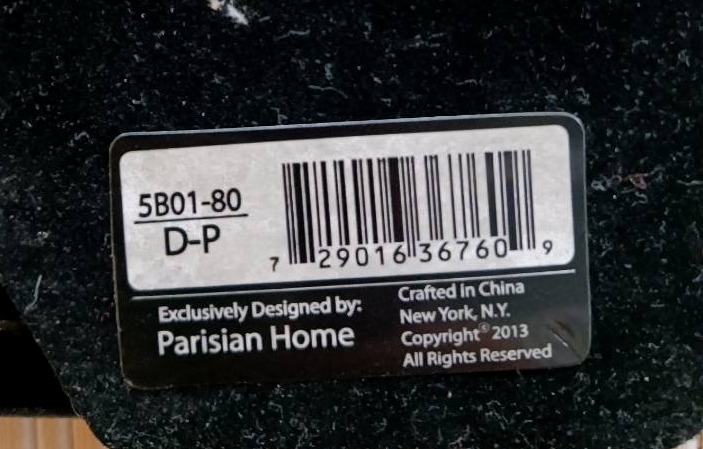 5B01-80
D-P
7 29016 36760 9
Exclusively Designed by:
Parisian Home
Crafted in China
New York, N.Y.
Copyright© 2013
All Rights Reserved